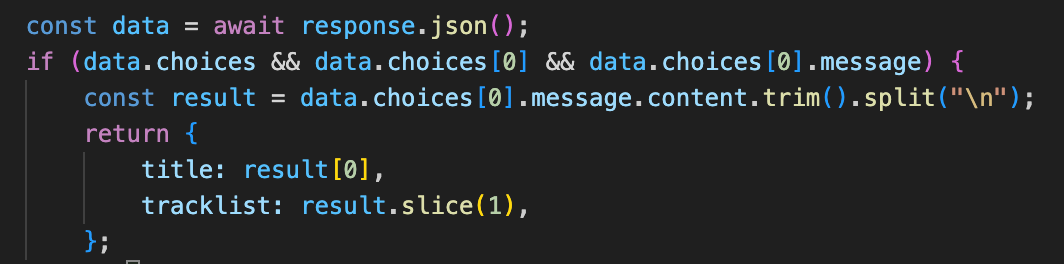 const data = await response.json();
if (data.choices && data.choices[0] && data.choices[0].message) {
    const result = data.choices[0].message.content.trim().split("\n");
    return {
        title: result[0],
        tracklist: result.slice(1),
    };